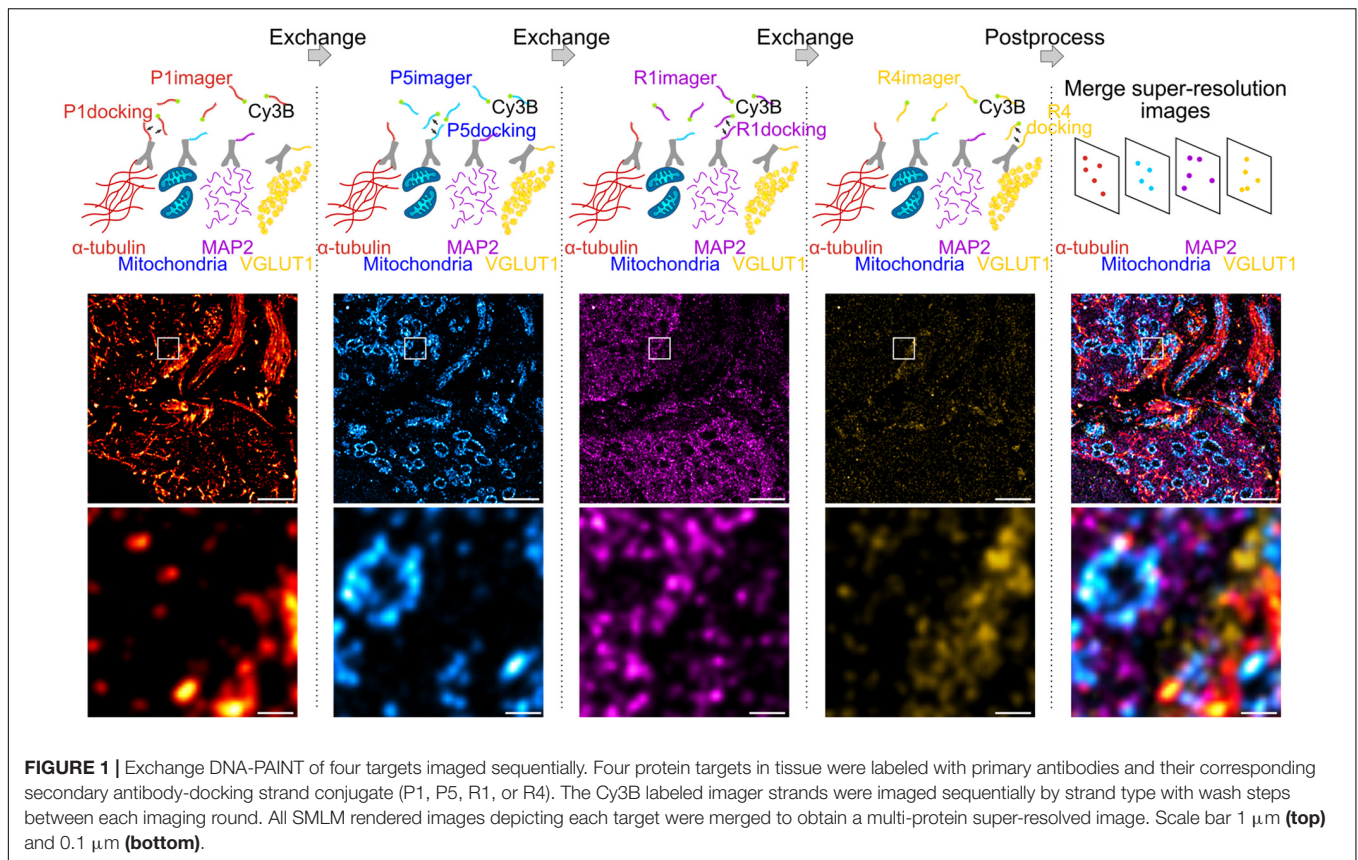 Exchange Exchange Exchange Postprocess
P1imager
P1docking
Cy3B
α-tubulin
MAP2
Mitochondria
VGLUT1
P5imager
Cy3B
P5docking
α-tubulin
MAP2
Mitochondria
VGLUT1
R1imager
Cy3B
R1docking
α-tubulin
MAP2
Mitochondria
VGLUT1
R4imager
Cy3B
R4
docking
α-tubulin
MAP2
Mitochondria
VGLUT1
Merge super-resolution
images
α-tubulin
MAP2
Mitochondria
VGLUT1
FIGURE 1 | Exchange DNA-PAINT of four targets imaged sequentially. Four protein targets in tissue were labeled with primary antibodies and their corresponding
secondary antibody-docking strand conjugate (P1, P5, R1, or R4). The Cy3B labeled imager strands were imaged sequentially by strand type with wash steps
between each imaging round. All SMLM rendered images depicting each target were merged to obtain a multi-protein super-resolved image. Scale bar 1 μm (top)
and 0.1 μm (bottom).